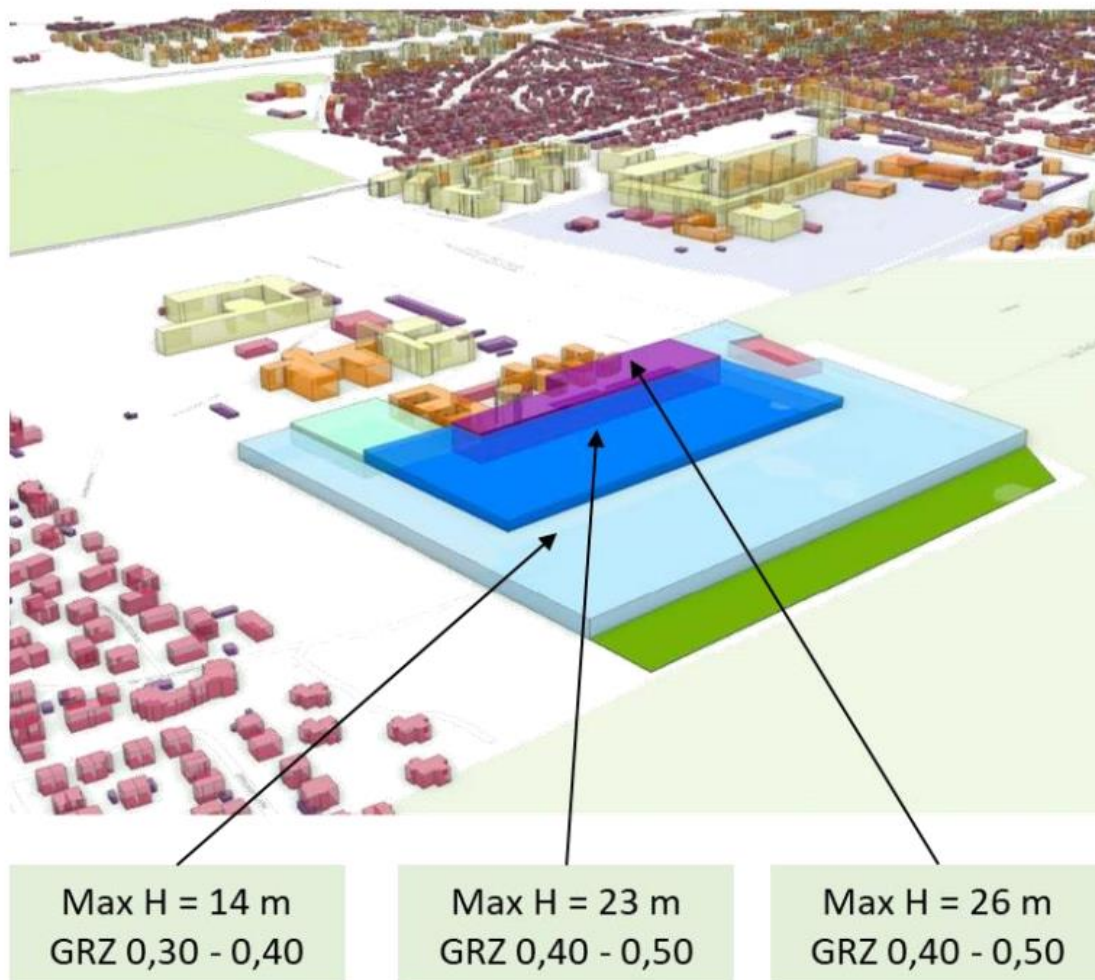 Max H = 14 m
GRZ 0,30 - 0,40
Max H = 23 m
GRZ 0,40 - 0,50
Max H = 26 m
GRZ 0,40 - 0,50